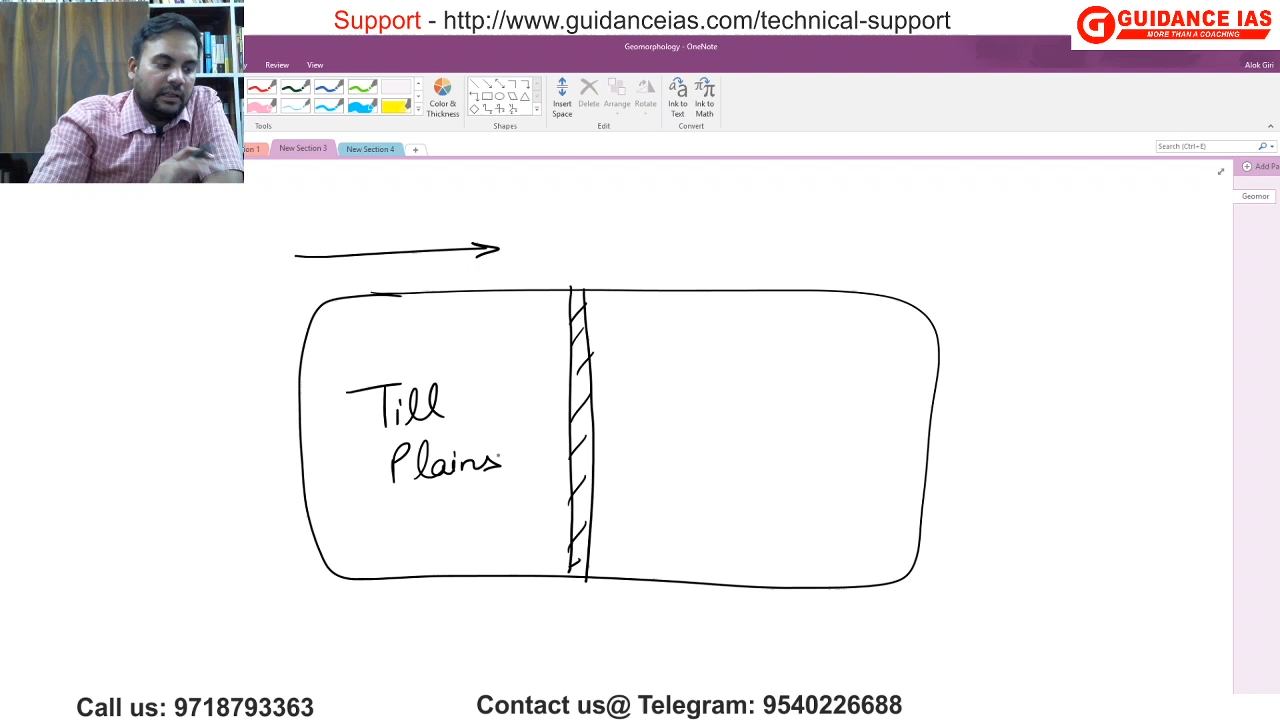 Support - http://www.guidanceias.com/technical-support
GUIDANCE IAS
MORE THAN A COACHING
Geomorphology - OneNote
Alok Giri
Review View
Color & Thickness
Insert Space
Delete Arrange Rotate
Ink to Text
Ink to Math
Tools Shapes Edit Convert
New Section 3 New Section 4 +
Search (Ctrl+E)
Add Pa
Geomor
Till
Plains
Call us: 9718793363
Contact us@ Telegram: 9540226688